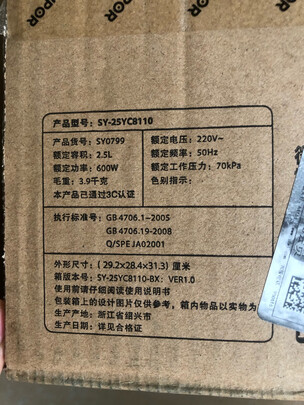 SUPOR
产品型号：SY-25YC8110
产品货号：SY0799
额定容积：2.5L
额定功率：600W
毛重：3.9千克
本产品已通过3C认证
额定电压：220V~
额定频率：50Hz
额定工作压力：70kPa
色别指示：
执行标准号：GB4706.1-2005
GB4706.19-2008
Q/SPEJA02001
外形尺寸：(29.2×28.4×31.3)厘米
箱版本号：SY-25YC8110-BX：VER1.0
使用前请仔细阅读使用说明书
包装箱上的设计图片仅供参考，箱内物品以实物为
生产产地：浙江省绍兴市
生产日期：详见合格证